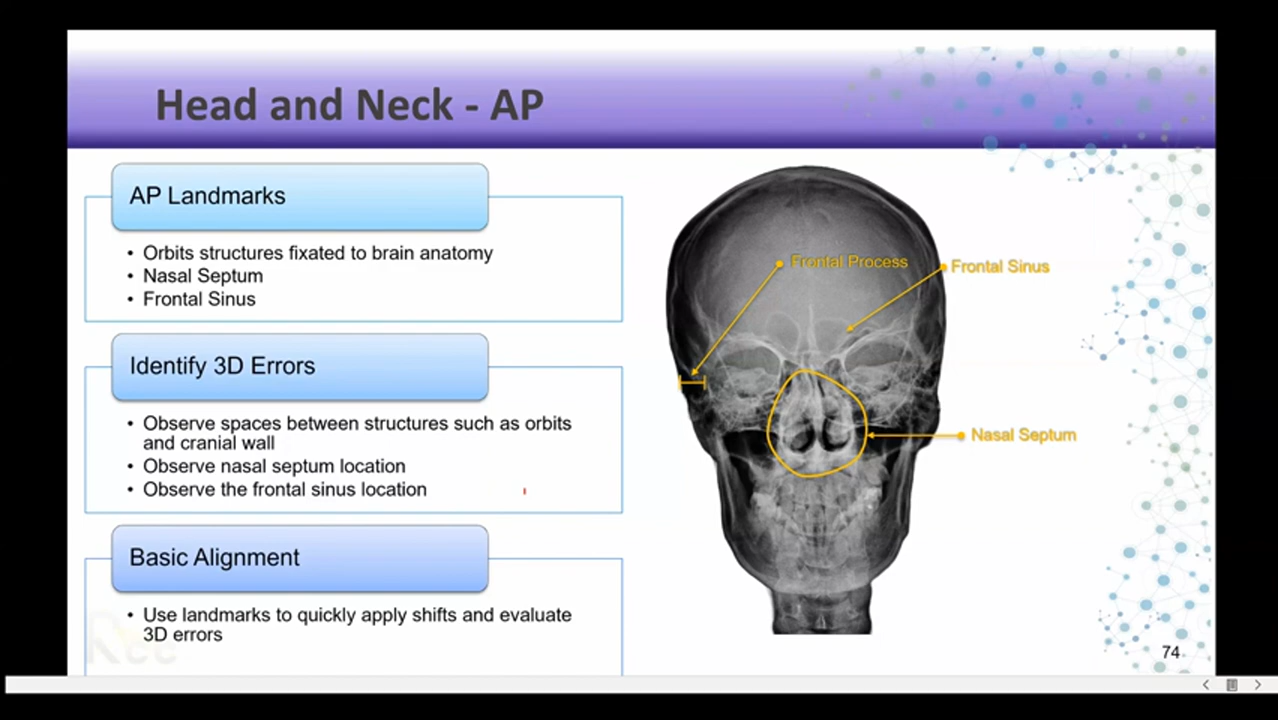 Head and Neck - AP
AP Landmarks
• Orbits structures fixated to brain anatomy
• Nasal Septum
• Frontal Sinus
Identify 3D Errors
• Observe spaces between structures such as orbits
and cranial wall
• Observe nasal septum location
• Observe the frontal sinus location
Basic Alignment
• Use landmarks to quickly apply shifts and evaluate
3D errors
Frontal Process
Frontal Sinus
Nasal Septum
74